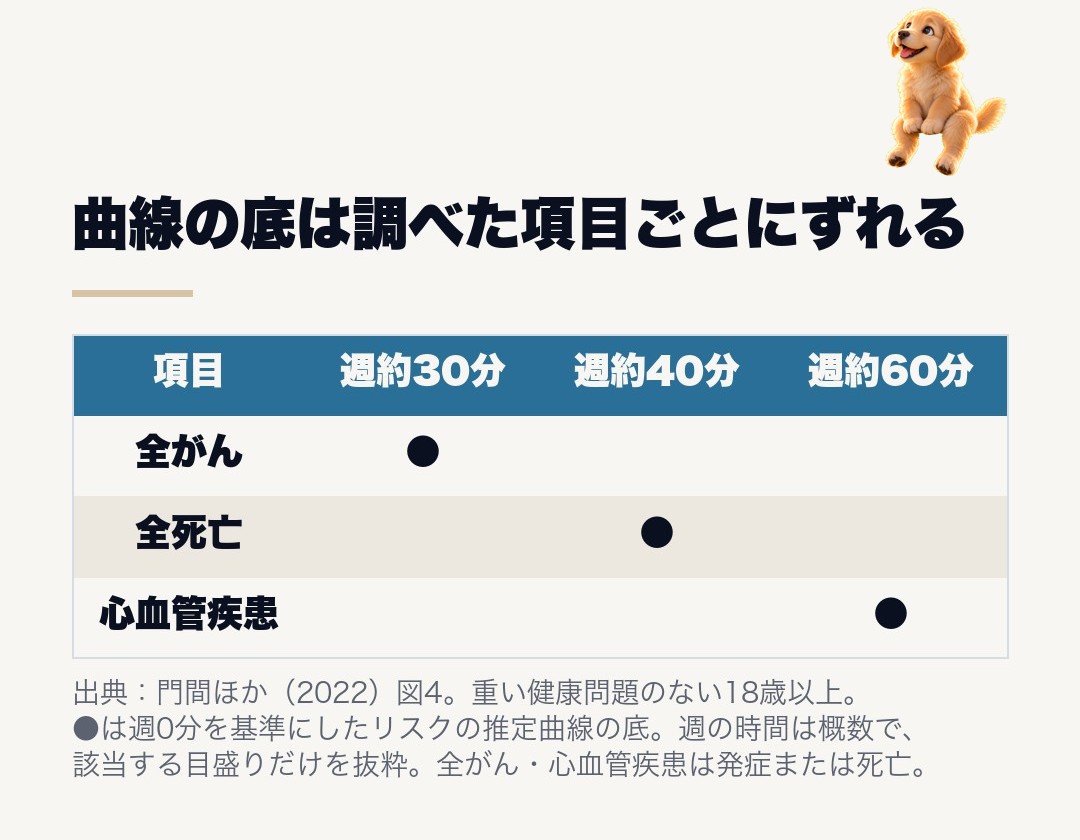 曲線の底は調べた項目ごとにずれる
項目 週約30分 週約40分 週約60分
全がん ●
全死亡 ●
心血管疾患 ●
出典：門間ほか（2022）図4。重い健康問題のない18歳以上。
●は週0分を基準にしたリスクの推定曲線の底。週の時間は概数で、
該当する目盛りだけを抜粋。全がん・心血管疾患は発症または死亡。